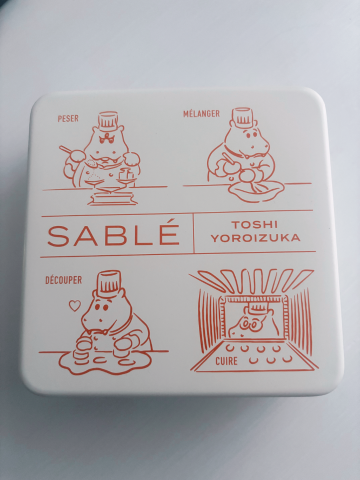 PESER
MÉLANGER
SABLÉ
TOSHI
YOROIZUKA
DÉCOUPER
CUIRE